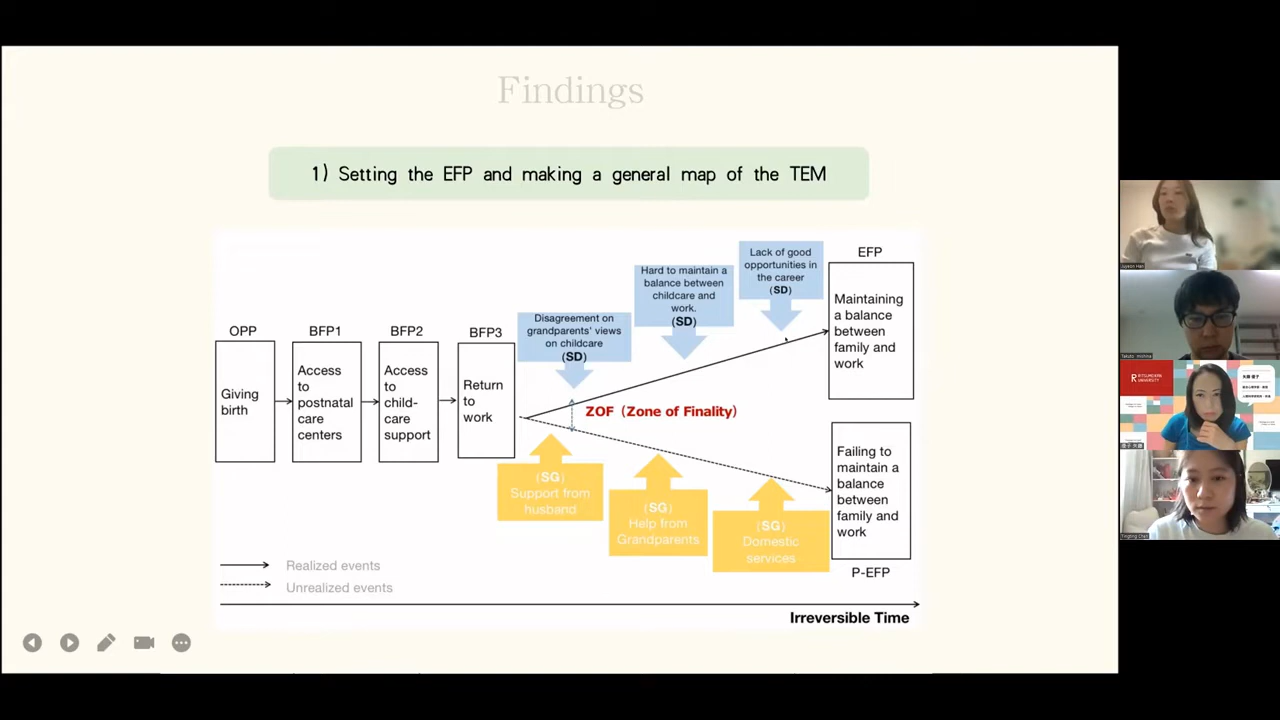 Findings
1) Setting the EFP and making a general map of the TEM
OPP
Giving
birth
BFP1
Access
to
postnatal
care
centers
BFP2
Access
to
child-
care
support
BFP3
Return
to
work
Disagreement on
grandparents' views
on childcare
(SD)
Hard to maintain a
balance between
childcare and
work.
(SD)
Lack of good
opportunities in
the career
(SD)
EFP
Maintaining
a balance
between
family and
work
ZOF (Zone of Finality)
(SG)
Support from
husband
(SG)
Help from
Grandparents
(SG)
Domestic
services
Failing to
maintain a
balance
between
family and
work
P-EFP
Realized events
Unrealized events
Irreversible Time
R RITSUMEIKAN
UNIVERSITY
Tingting Chen